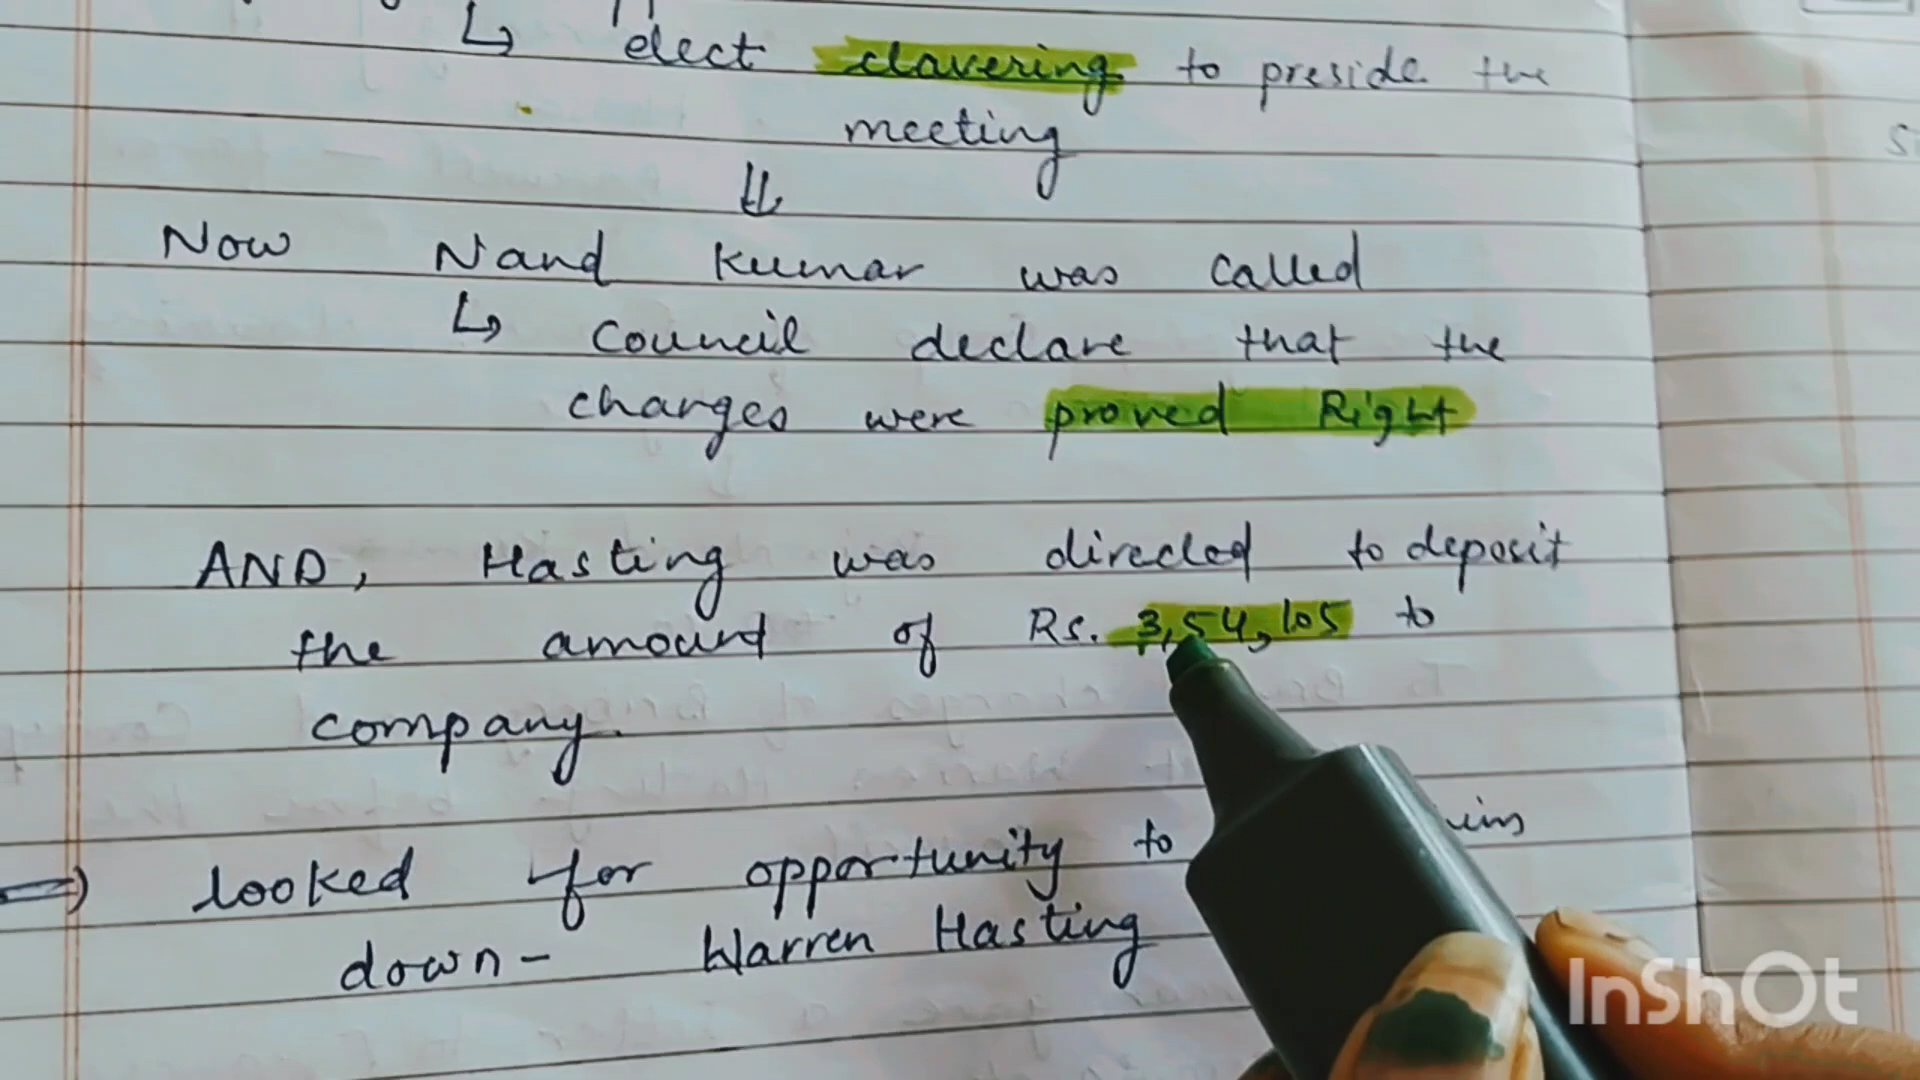 ↳ elect clavering to preside the
meeting
Now Nand Kumar was called
↳ Council declare that the
charges were proved Right
AND, Hasting was directed to deposit
the amount of Rs. 3,54,105 to
company.
⇒ looked for opportunity to
down- Warren Hasting
InShOt